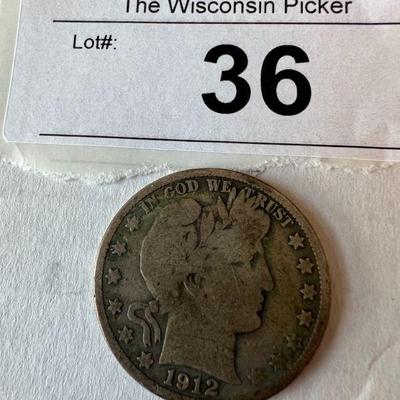 The Wisconsin Picker
Lot#:
36
IN GOD WE TRUST
1912